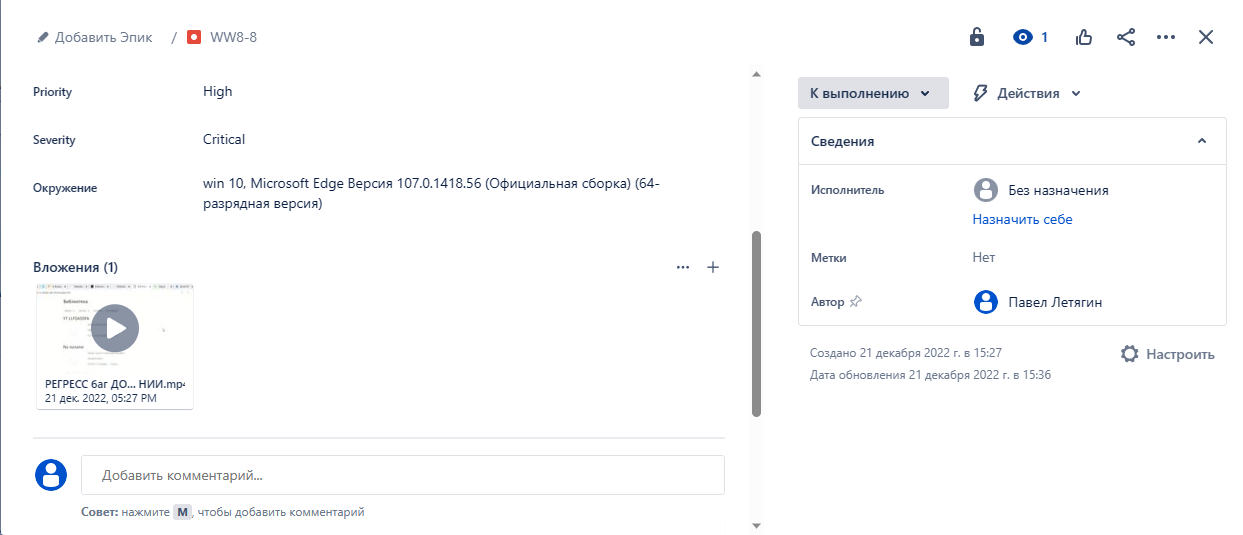 Добавить Эпик / WW8-8
1
Priority High
Severity Critical
Окружение win 10, Microsoft Edge Версия 107.0.1418.56 (Официальная сборка) (64-
разрядная версия)
Вложения (1)
Библиотека
РЕГРЕСС баг ДО... НИИ.mp4
21 дек. 2022, 05:27 PM
Добавить комментарий...
Совет: нажмите M, чтобы добавить комментарий
К выполнению
Действия
Сведения
Исполнитель Без назначения
Назначить себе
Метки Нет
Автор Павел Летягин
Создано 21 декабря 2022 г. в 15:27
Настроить
Дата обновления 21 декабря 2022 г. в 15:36